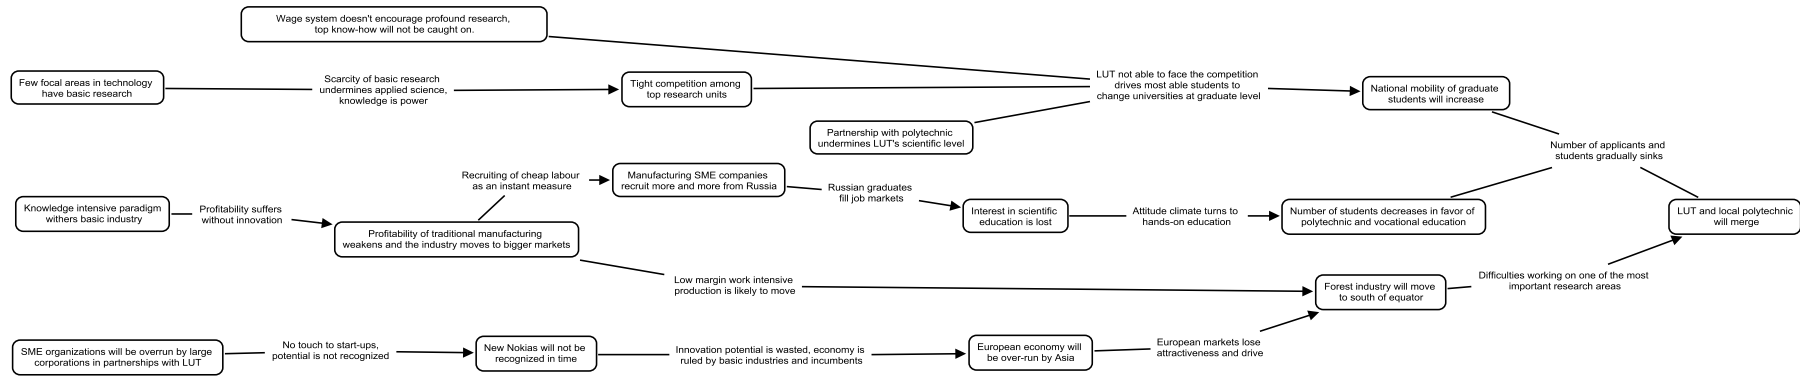 Wage system doesn't encourage profound research,
top know-how will not be caught on.
Few focal areas in technology
have basic research
Scarcity of basic research
undermines applied science,
knowledge is power
Tight competition among
top research units
LUT not able to face the competition
drives most able students to
change universities at graduate level
National mobility of graduate
students will increase
Partnership with polytechnic
undermines LUT's scientific level
Number of applicants and
students gradually sinks
Knowledge intensive paradigm
withers basic industry
Profitability suffers
without innovation
Recruiting of cheap labour
as an instant measure
Manufacturing SME companies
recruit more and more from Russia
Russian graduates
fill job markets
Interest in scientific
education is lost
Attitude climate turns to
hands-on education
Number of students decreases in favor of
polytechnic and vocational education
LUT and local polytechnic
will merge
Profitability of traditional manufacturing
weakens and the industry moves to bigger markets
Low margin work intensive
production is likely to move
Forest industry will move
to south of equator
Difficulties working on one of the most
important research areas
SME organizations will be overrun by large
corporations in partnerships with LUT
No touch to start-ups,
potential is not recognized
New Nokias will not be
recognized in time
Innovation potential is wasted, economy is
ruled by basic industries and incumbents
European economy will
be over-run by Asia
European markets lose
attractiveness and drive